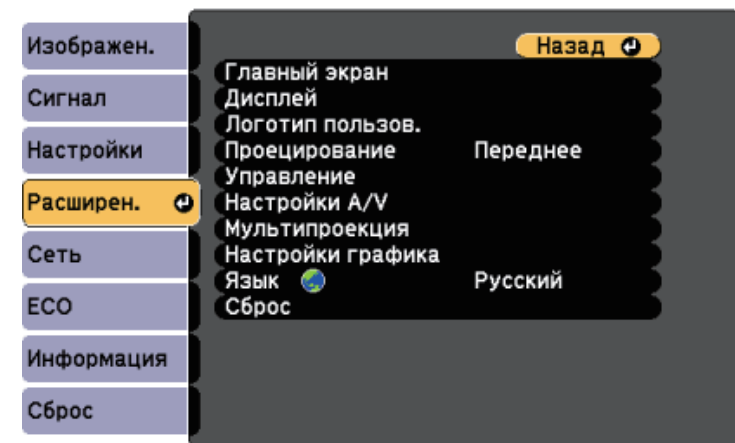 Изображен.
Сигнал
Настройки
Расширен.
Сеть
ECO
Информация
Сброс
Назад
Главный экран
Дисплей
Логотип пользов.
Проецирование Переднее
Управление
Настройки A/V
Мультипроекция
Настройки графика
Язык Русский
Сброс